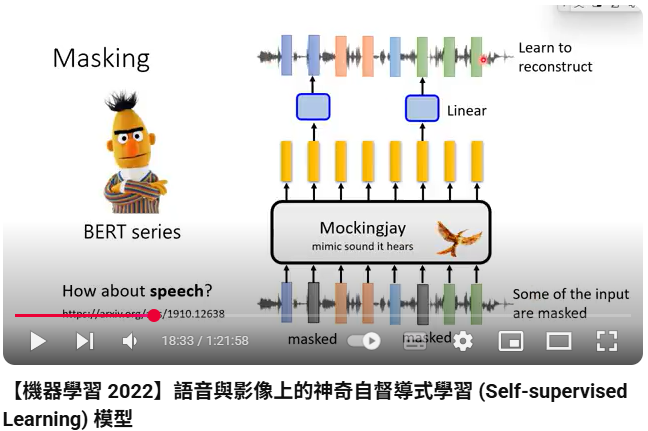 Masking
Learn to
reconstruct
Linear
Mockingjay
mimic sound it hears
BERT series
How about speech?
Some of the input
are masked
masked
masked
18:33 / 1:21:58
【機器學習 2022】語音與影像上的神奇自督導式學習 (Self-supervised
Learning) 模型